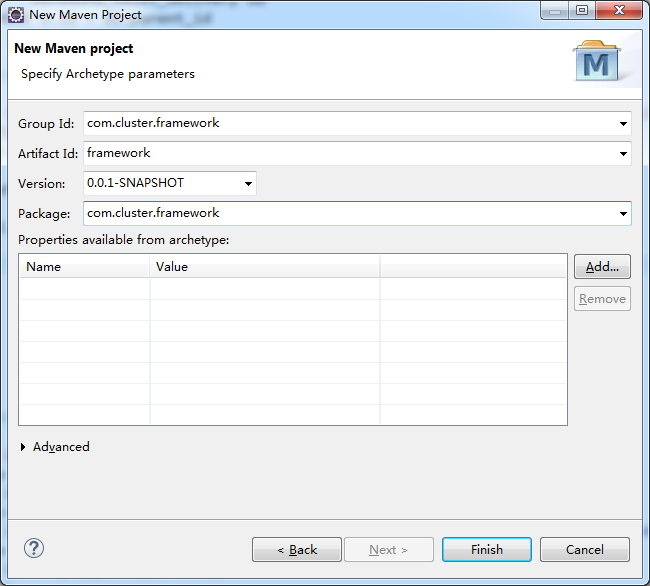 New Maven Project
parent_id
New Maven project
Specify Archetype parameters
M
Group Id: com.cluster.framework
Artifact Id: framework
Version: 0.0.1-SNAPSHOT
Package: com.cluster.framework
Properties available from archetype:
Name Value
Add...
Remove
Advanced
? < Back Next > Finish Cancel